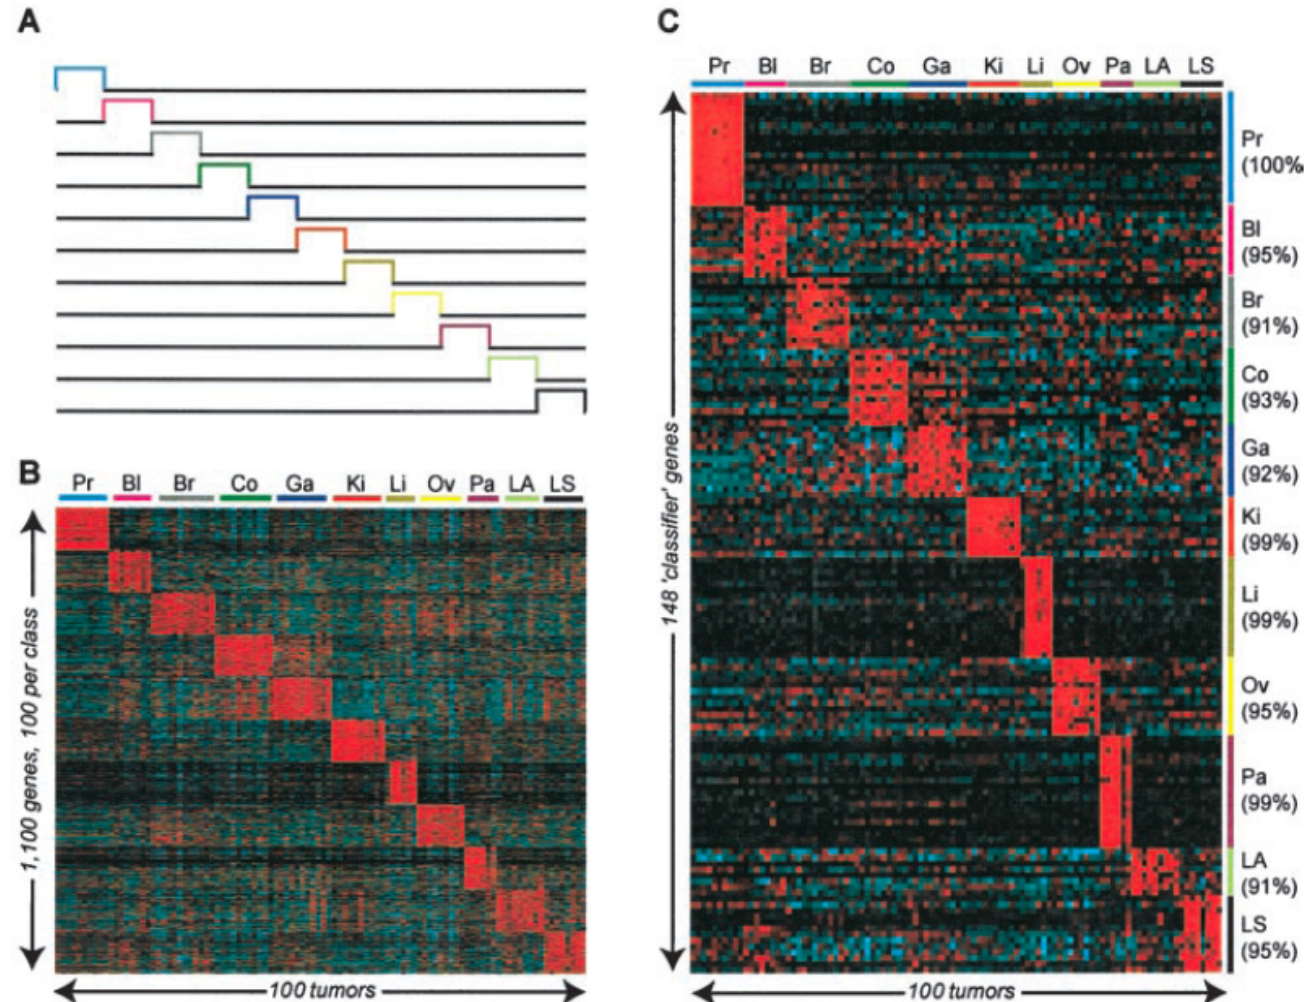 A
C
Pr Bl Br Co Ga Ki Li Ov Pa LA LS
148 'classifier' genes
Pr
(100%
Bl
(95%)
Br
(91%)
Co
(93%)
Ga
(92%)
Ki
(99%)
Li
(99%)
Ov
(95%)
Pa
(99%)
LA
(91%)
LS
(95%)
100 tumors
B
Pr Bl Br Co Ga Ki Li Ov Pa LA LS
1,100 genes, 100 per class
100 tumors